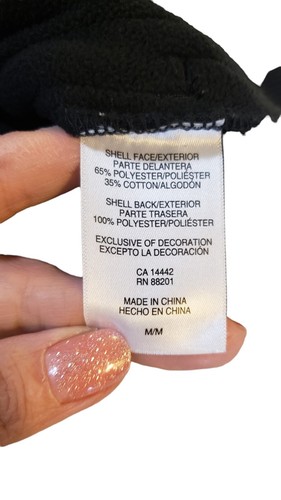 SHELL FACE/EXTERIOR
PARTE DELANTERA
65% POLYESTER/POLIÉSTER
35% COTTON/ALGODÓN
SHELL BACK/EXTERIOR
PARTE TRASERA
100% POLYESTER/POLIÉSTER
EXCLUSIVE OF DECORATION
EXCEPTO LA DECORACIÓN
CA 14442
RN 88201
MADE IN CHINA
HECHO EN CHINA
M/M